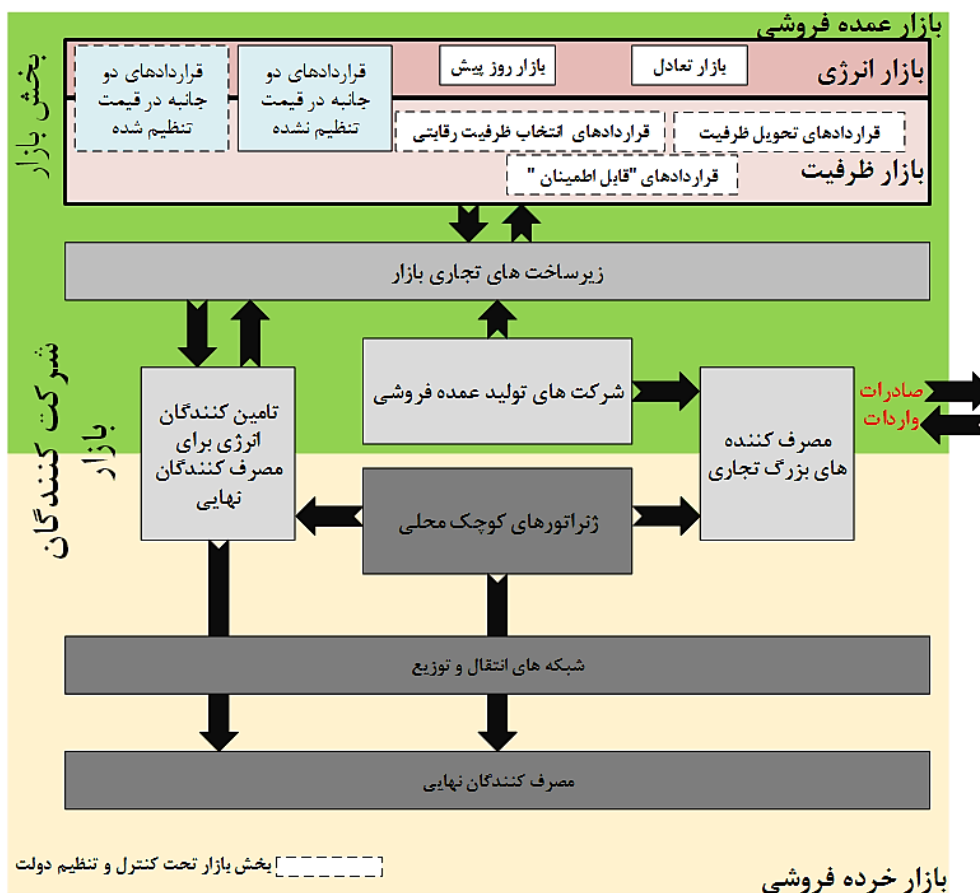 بازار عمده فروشی
بازار انرژی
بازار تعادل
بازار روز پیش
قراردادهای دو
جانبه در قیمت
تنظیم نشده
قراردادهای دو
جانبه در قیمت
تنظیم شده
بخش بازار
قراردادهای تحویل ظرفیت
قراردادهای انتخاب ظرفیت رقابتی
بازار ظرفیت
قراردادهای "قابل اطمینان "
زیرساخت های تجاری بازار
شرکت کنندگان
بازار
شرکت های تولید عمده فروشی
تامین کنندگان
انرژی برای
مصرف کنندگان
نهایی
مصرف کننده
های بزرگ تجاری
صادرات
واردات
ژنراتورهای کوچک محلی
شبکه های انتقال و توزیع
مصرف کنندگان نهایی
بخش بازار تحت کنترل و تنظیم دولت
بازار خرده فروشی